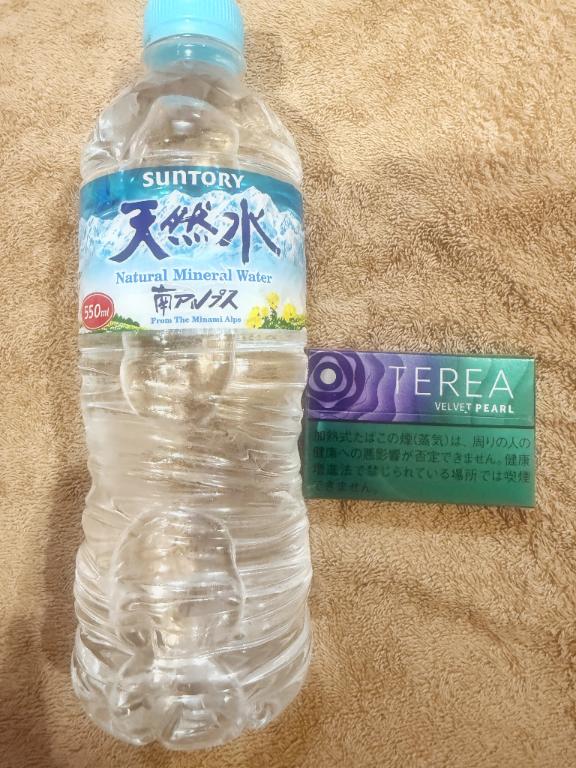 SUNTORY
天然水
Natural Mineral Water
南アルプス
From The Minami Alps
550ml
TEREA
VELVET PEARL
加熱式たばこの煙(蒸気)は、周りの人の
健康への悪影響が否定できません。健康
増進法で禁じられている場所では喫煙
できません。